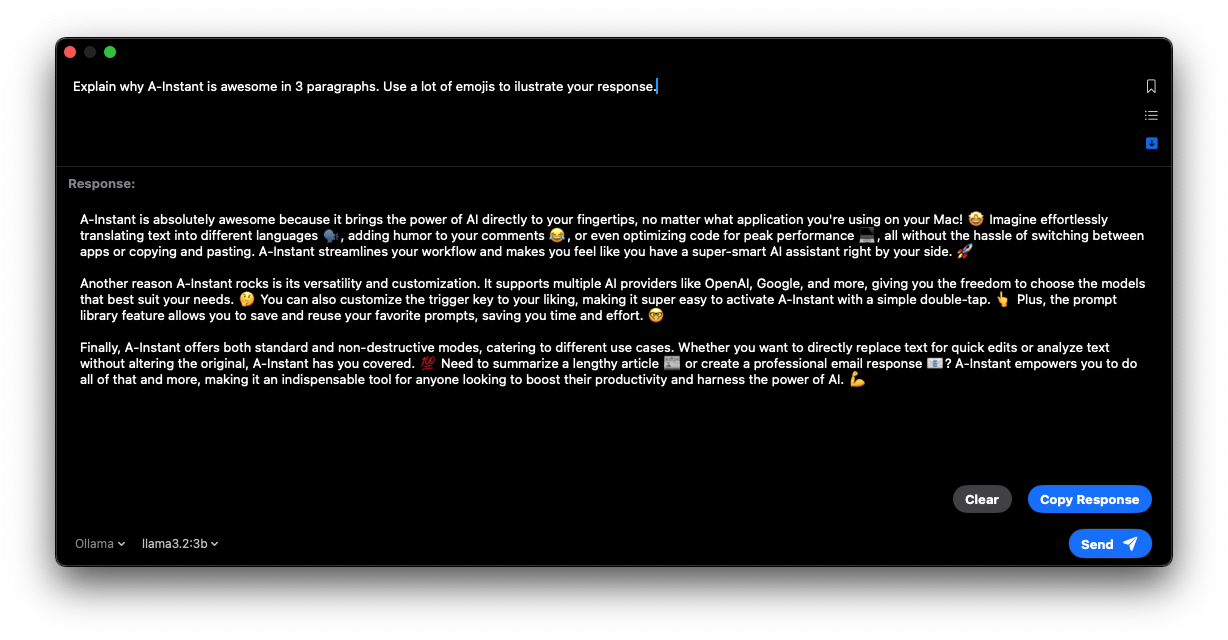 Explain why A-Instant is awesome in 3 paragraphs. Use a lot of emojis to ilustrate your response.
Response:
A-Instant is absolutely awesome because it brings the power of AI directly to your fingertips, no matter what application you're using on your Mac! 🤩 Imagine effortlessly
translating text into different languages 🗣️, adding humor to your comments 😂, or even optimizing code for peak performance 💻, all without the hassle of switching between
apps or copying and pasting. A-Instant streamlines your workflow and makes you feel like you have a super-smart AI assistant right by your side. 🚀
Another reason A-Instant rocks is its versatility and customization. It supports multiple AI providers like OpenAI, Google, and more, giving you the freedom to choose the models
that best suit your needs. 🤔 You can also customize the trigger key to your liking, making it super easy to activate A-Instant with a simple double-tap. 👆 Plus, the prompt
library feature allows you to save and reuse your favorite prompts, saving you time and effort. 🤓
Finally, A-Instant offers both standard and non-destructive modes, catering to different use cases. Whether you want to directly replace text for quick edits or analyze text
without altering the original, A-Instant has you covered. 💯 Need to summarize a lengthy article 📰 or create a professional email response 📧? A-Instant empowers you to do
all of that and more, making it an indispensable tool for anyone looking to boost their productivity and harness the power of AI. 💪
Clear
Copy Response
Ollama
llama3.2:3b
Send